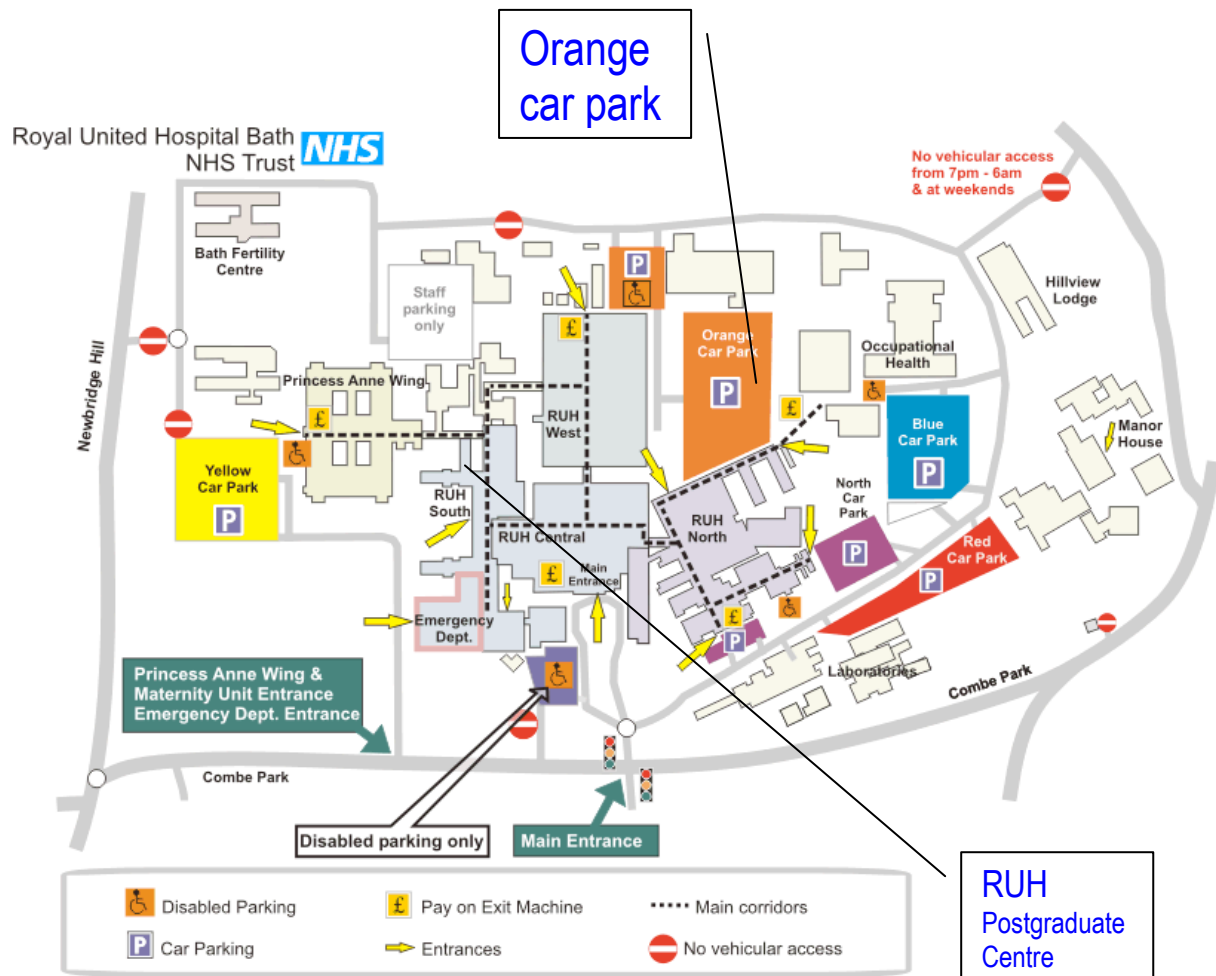 Orange
car park
Royal United Hospital Bath
NHS Trust
NHS
No vehicular access
from 7pm - 6am
& at weekends
Bath Fertility
Centre
Staff
parking
only
P
Hillview
Lodge
Newbridge Hill
£
Orange
Car Park
P
Occupational
Health
Princess Anne Wing
£
RUH
West
£
Blue
Car Park
P
Manor
House
Yellow
Car Park
P
RUH
South
North
Car
Park
P
RUH
North
RUH Central
£
Main
Entrance
Red
Car Park
P
Emergency
Dept.
£
P
Laboratories
Princess Anne Wing &
Maternity Unit Entrance
Emergency Dept. Entrance
Combe Park
Combe Park
Disabled parking only
Main Entrance
RUH
Postgraduate
Centre
Disabled Parking
£ Pay on Exit Machine
Main corridors
P Car Parking
Entrances
No vehicular access